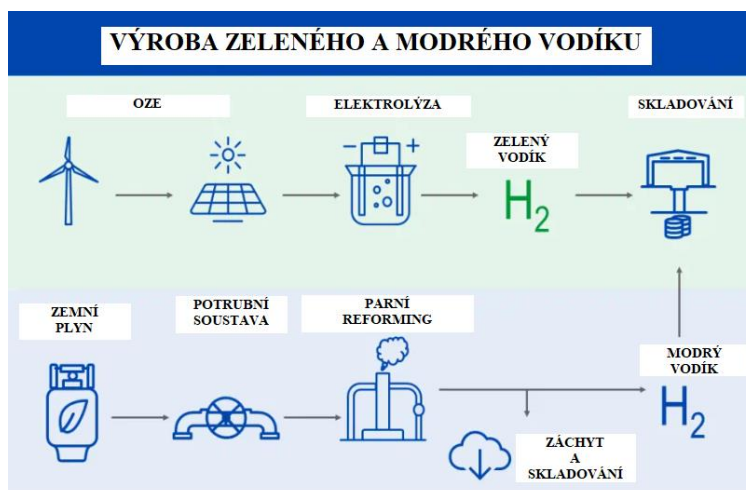 VÝROBA ZELENÉHO A MODRÉHO VODÍKU
OZE
ELEKTROLÝZA
SKLADOVÁNÍ
ZELENÝ
VODÍK
− +
H2
ZEMNÍ
PLYN
POTRUBNÍ
SOUSTAVA
PARNÍ
REFORMING
MODRÝ
VODÍK
H2
ZÁCHYT
A
SKLADOVÁNÍ